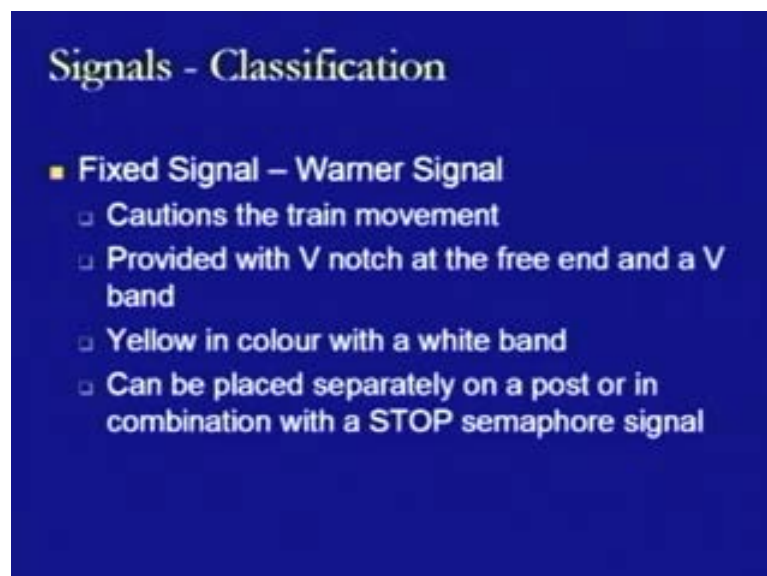 Signals - Classification
Fixed Signal – Warner Signal
Cautions the train movement
Provided with V notch at the free end and a V
band
Yellow in colour with a white band
Can be placed separately on a post or in
combination with a STOP semaphore signal